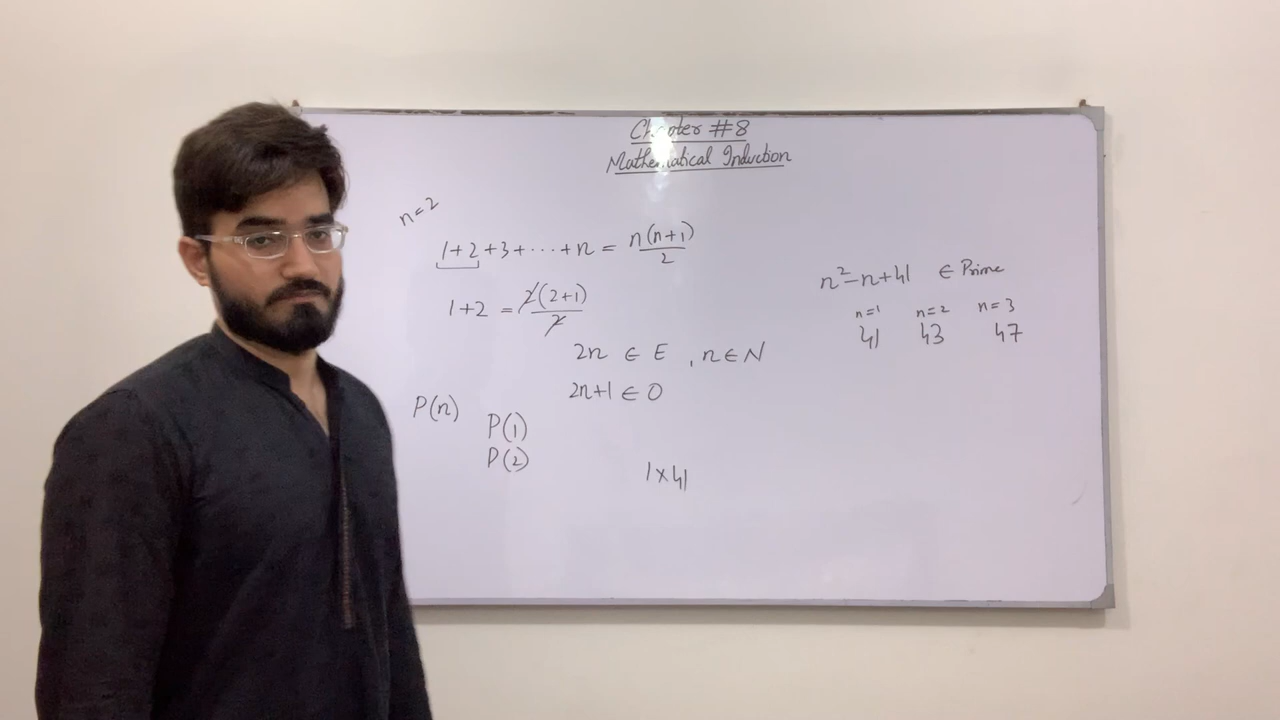 Chapter #8
Mathematical Induction
n=2
1+2+3+⋯+n = n(n+1)/2
1+2 = 2(2+1)/2
2n ∈ E , n∈N
2n+1 ∈ O
P(n)
P(1)
P(2)
1×41
n²-n+41 ∈ Prime
n=1 n=2 n=3
41 43 47